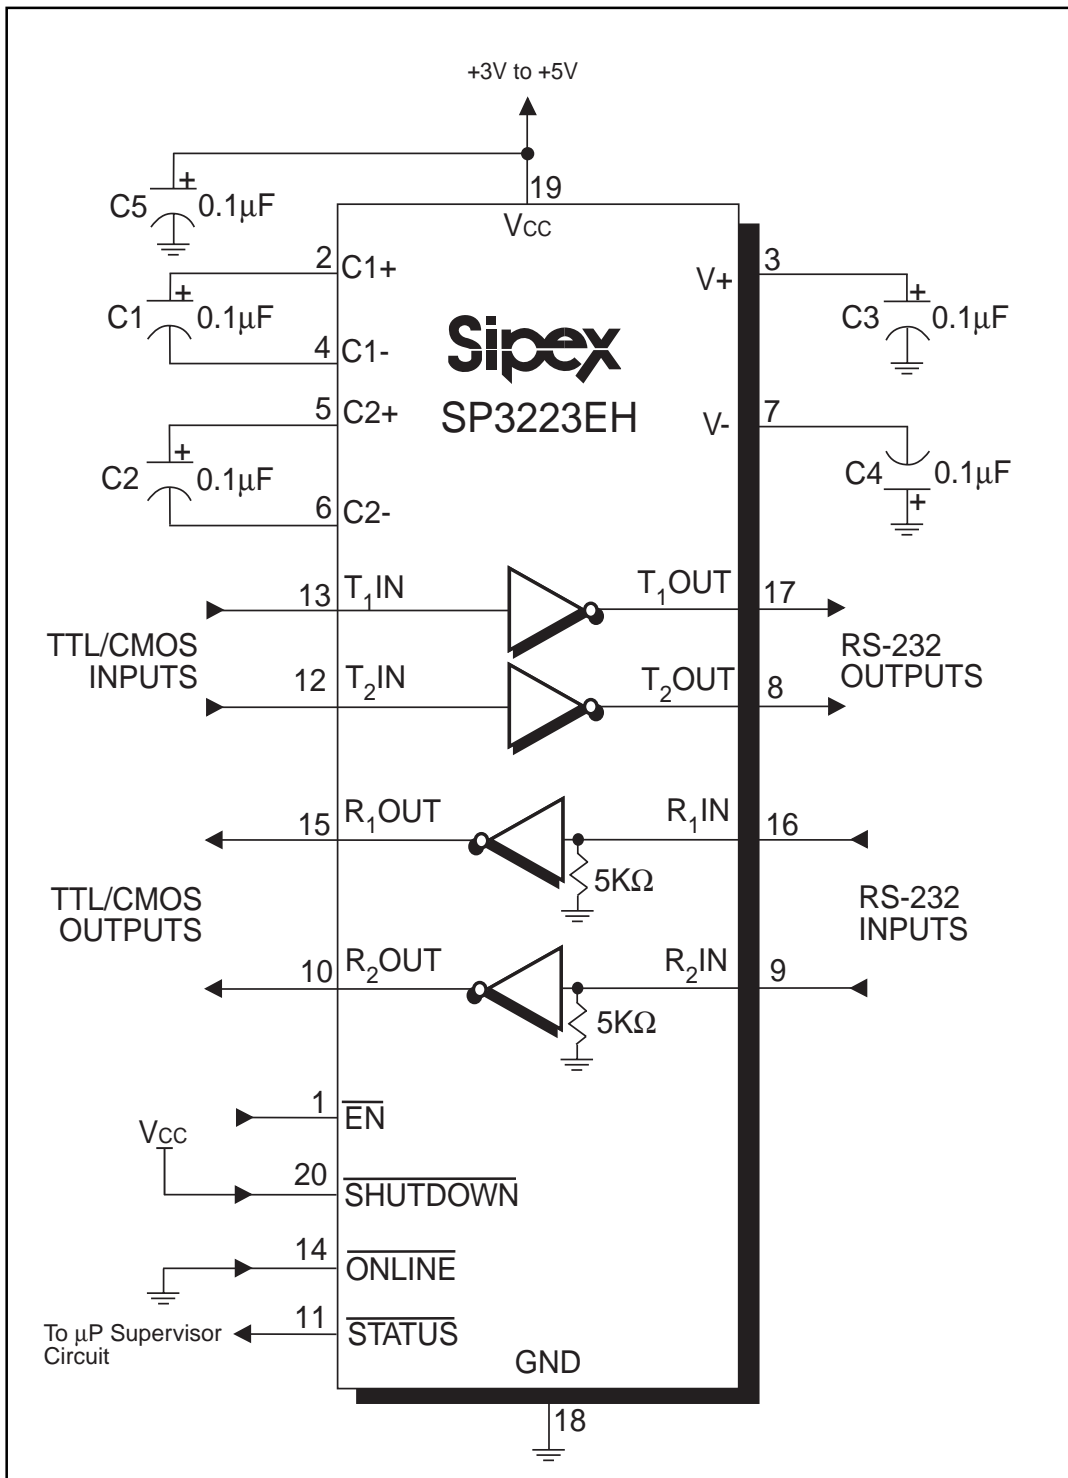 +3V to +5V
19
VCC
C5
+
0.1μF
2
C1+
C1
+
0.1μF
4
C1-
5
C2+
C2
+
0.1μF
6
C2-
V+
3
C3
+
0.1μF
V-
7
C4
0.1μF
+
Sipex
SP3223EH
TTL/CMOS
INPUTS
13
T1IN
T1OUT
17
12
T2IN
T2OUT
8
RS-232
OUTPUTS
TTL/CMOS
OUTPUTS
15
R1OUT
R1IN
16
5KΩ
10
R2OUT
R2IN
9
5KΩ
RS-232
INPUTS
1
EN
VCC
20
SHUTDOWN
14
ONLINE
To μP Supervisor
Circuit
11
STATUS
GND
18